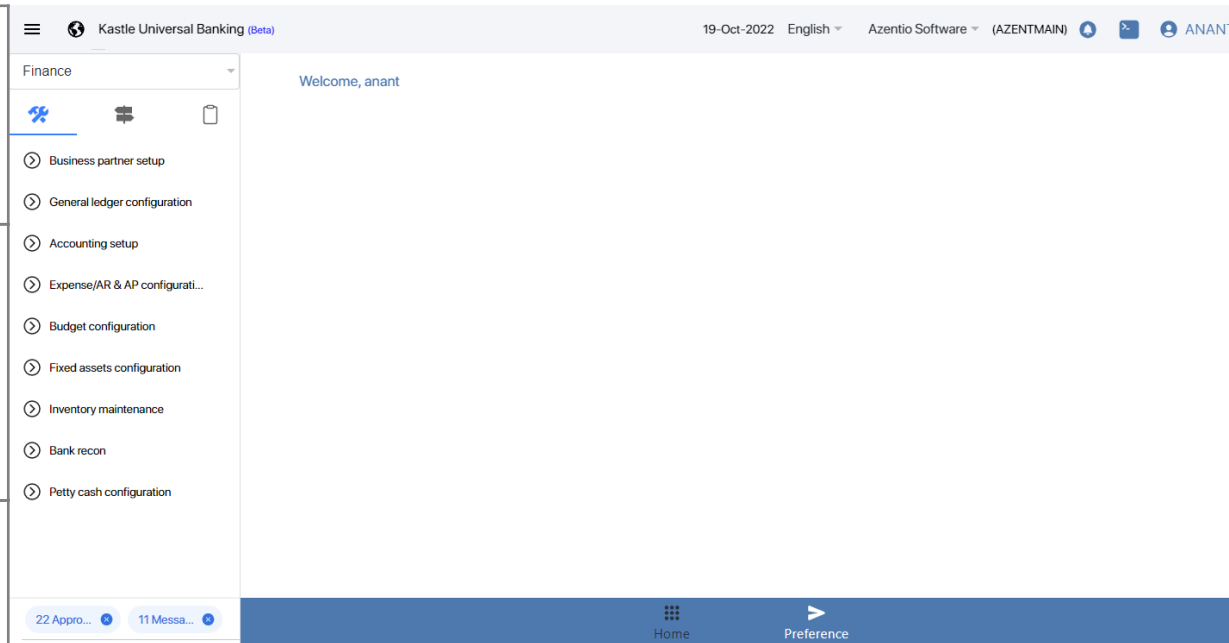 Kastle Universal Banking (Beta)
19-Oct-2022 English Azentio Software (AZENTMAIN) ANANT
Finance
Welcome, anant
Business partner setup
General ledger configuration
Accounting setup
Expense/AR & AP configurati...
Budget configuration
Fixed assets configuration
Inventory maintenance
Bank recon
Petty cash configuration
22 Appro... 11 Messa...
Home Preference